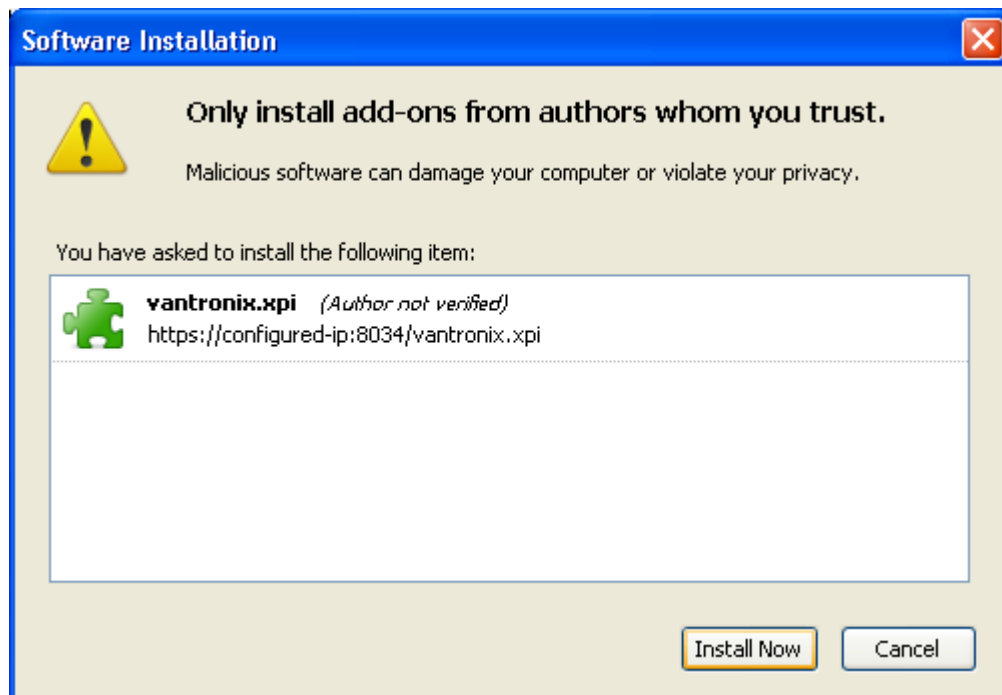 Software Installation
Only install add-ons from authors whom you trust.
Malicious software can damage your computer or violate your privacy.
You have asked to install the following item:
vantronix.xpi (Author not verified)
https://configured-ip:8034/vantronix.xpi
Install Now Cancel